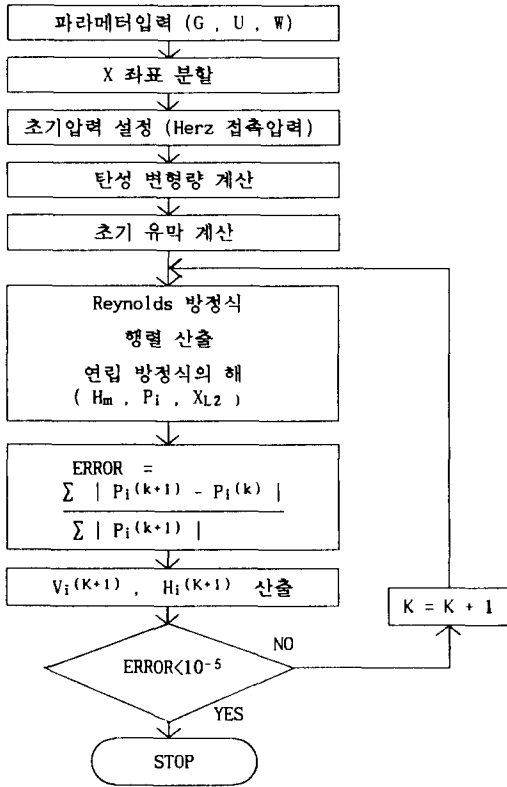 파라메터입력 (G , U , W)
X 좌표 분할
초기압력 설정 (Herz 접촉압력)
탄성 변형량 계산
초기 유막 계산
Reynolds 방정식
행렬 산출
연립 방정식의 해
( Hm , Pi , XL2 )
ERROR =
∑ | Pi(k+1) - Pi(k) |
∑ | Pi(k+1) |
Vi(K+1) , Hi(K+1) 산출
K = K + 1
NO
ERROR<10-5
YES
STOP